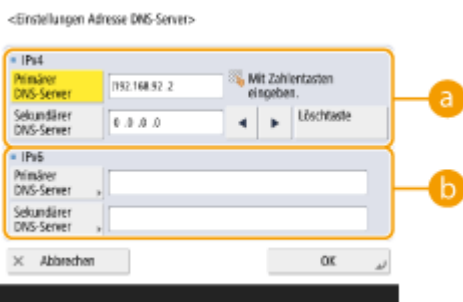 <Einstellungen Adresse DNS-Server>
IPv4
Primärer
DNS-Server
192.168.92 .2
Mit Zahlentasten
eingeben.
a
Sekundärer
DNS-Server
0 .0 .0 .0
◄
►
Löschtaste
IPv6
Primärer
DNS-Server
b
Sekundärer
DNS-Server
× Abbrechen
OK